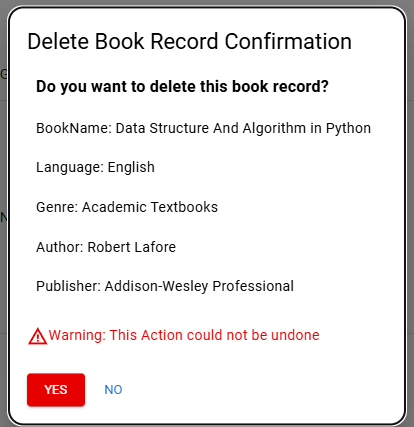 Delete Book Record Confirmation
Do you want to delete this book record?
BookName: Data Structure And Algorithm in Python
Language: English
Genre: Academic Textbooks
Author: Robert Lafore
Publisher: Addison-Wesley Professional
Warning: This Action could not be undone
YES NO